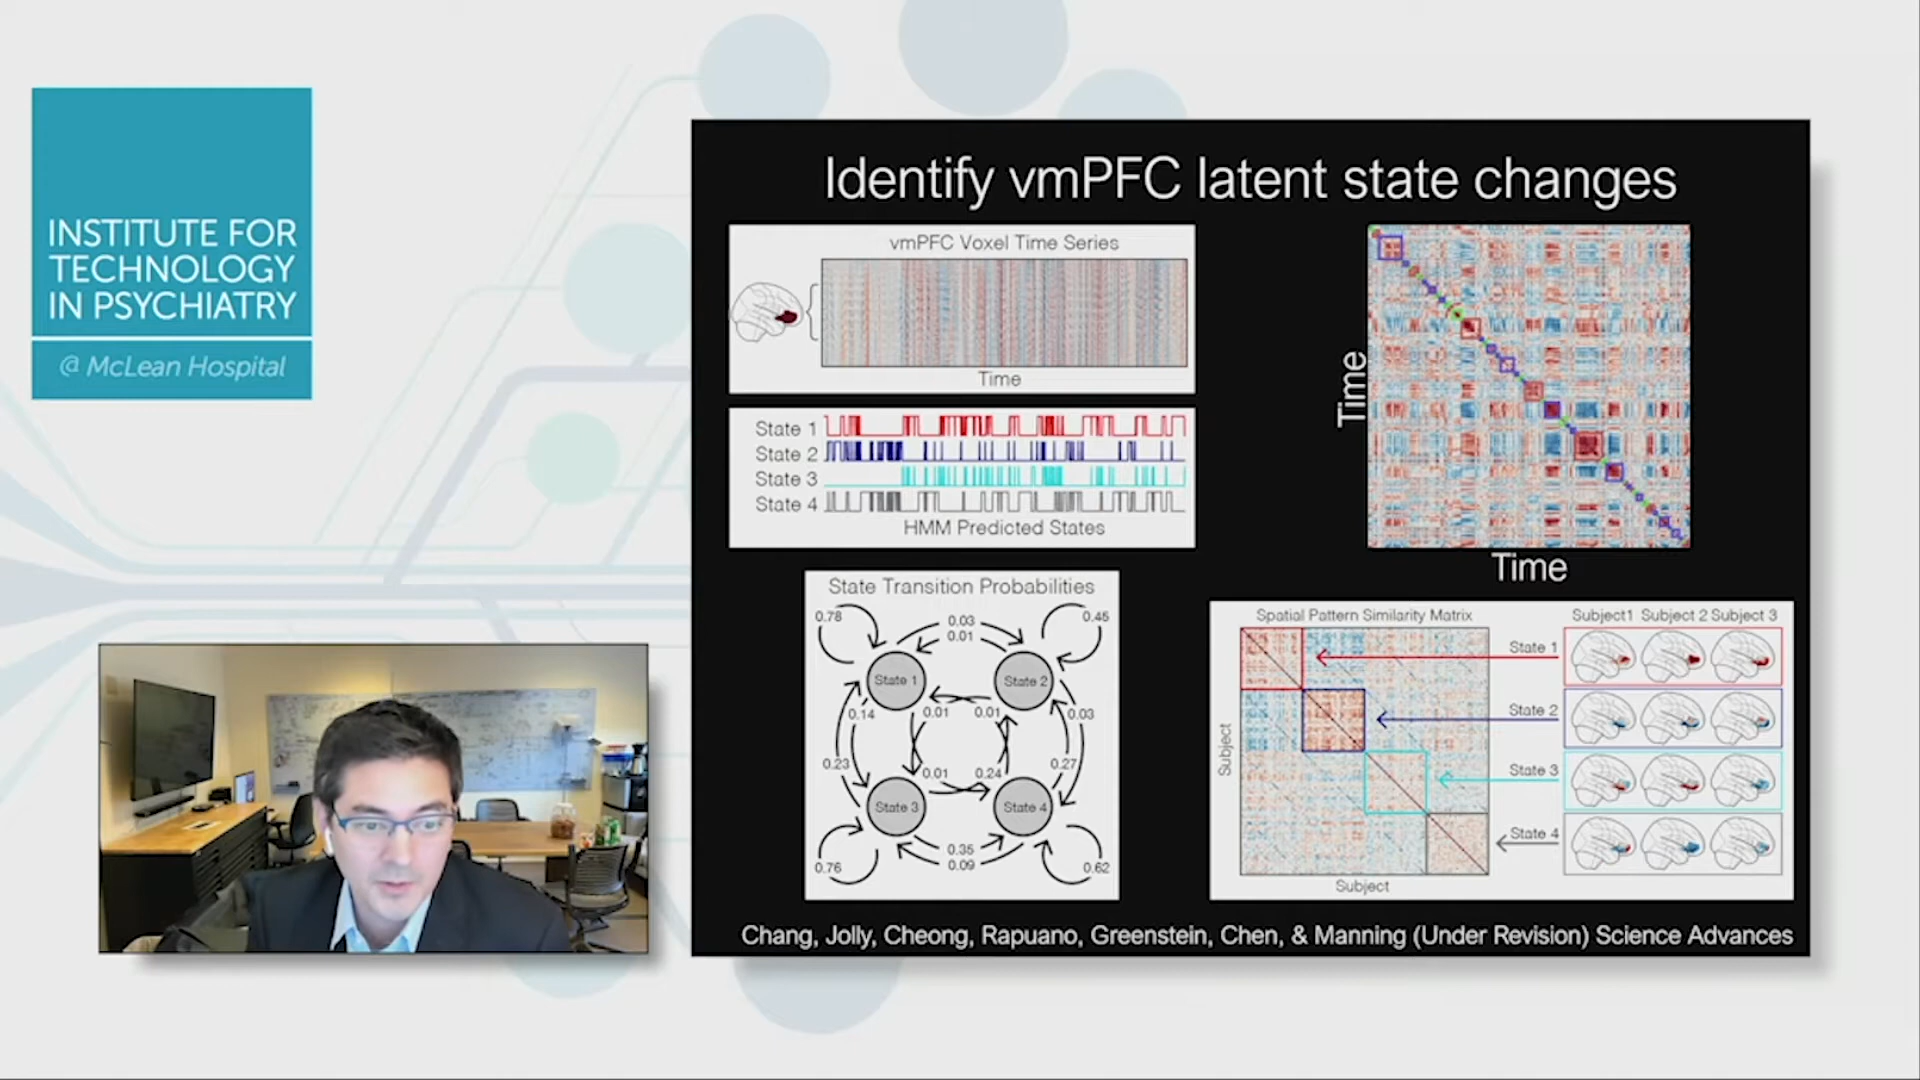 INSTITUTE FOR
TECHNOLOGY
IN PSYCHIATRY
@ McLean Hospital
Identify vmPFC latent state changes
vmPFC Voxel Time Series
Time
State 1
State 2
State 3
State 4
HMM Predicted States
Time
Time
State Transition Probabilities
0.78
0.03
0.01
0.45
State 1
State 2
0.14
0.01
0.01
0.03
0.23
0.01
0.24
0.27
State 3
State 4
0.76
0.35
0.09
0.62
Spatial Pattern Similarity Matrix
Subject1 Subject 2 Subject 3
State 1
State 2
State 3
State 4
Subject
Subject
Chang, Jolly, Cheong, Rapuano, Greenstein, Chen, & Manning (Under Revision) Science Advances